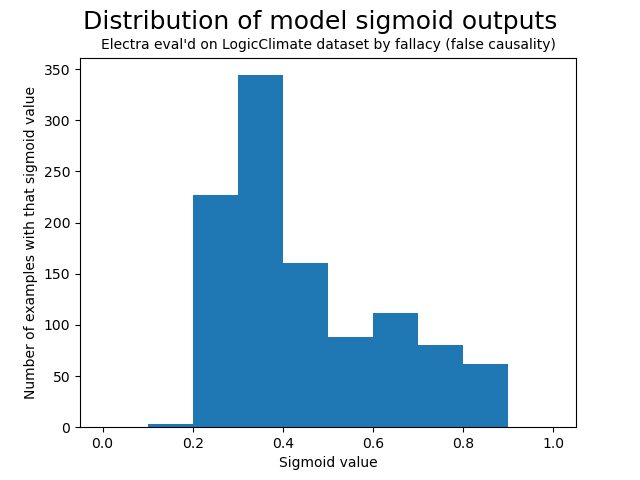 Distribution of model sigmoid outputs
Electra eval'd on LogicClimate dataset by fallacy (false causality)
350
300
250
200
150
100
50
0
Number of examples with that sigmoid value
0.0 0.2 0.4 0.6 0.8 1.0
Sigmoid value